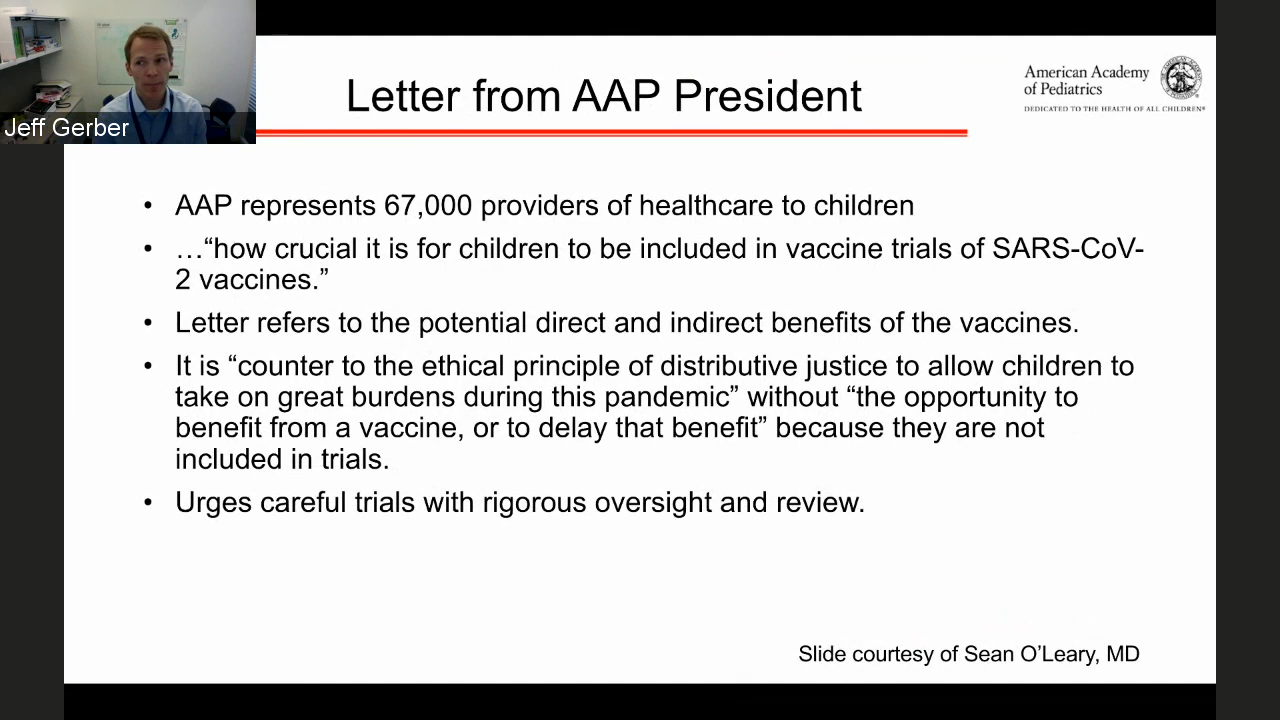 Jeff Gerber
Letter from AAP President
American Academy
of Pediatrics
DEDICATED TO THE HEALTH OF ALL CHILDREN®
• AAP represents 67,000 providers of healthcare to children
• …“how crucial it is for children to be included in vaccine trials of SARS-CoV-
2 vaccines.”
• Letter refers to the potential direct and indirect benefits of the vaccines.
• It is “counter to the ethical principle of distributive justice to allow children to
take on great burdens during this pandemic” without “the opportunity to
benefit from a vaccine, or to delay that benefit” because they are not
included in trials.
• Urges careful trials with rigorous oversight and review.
Slide courtesy of Sean O’Leary, MD